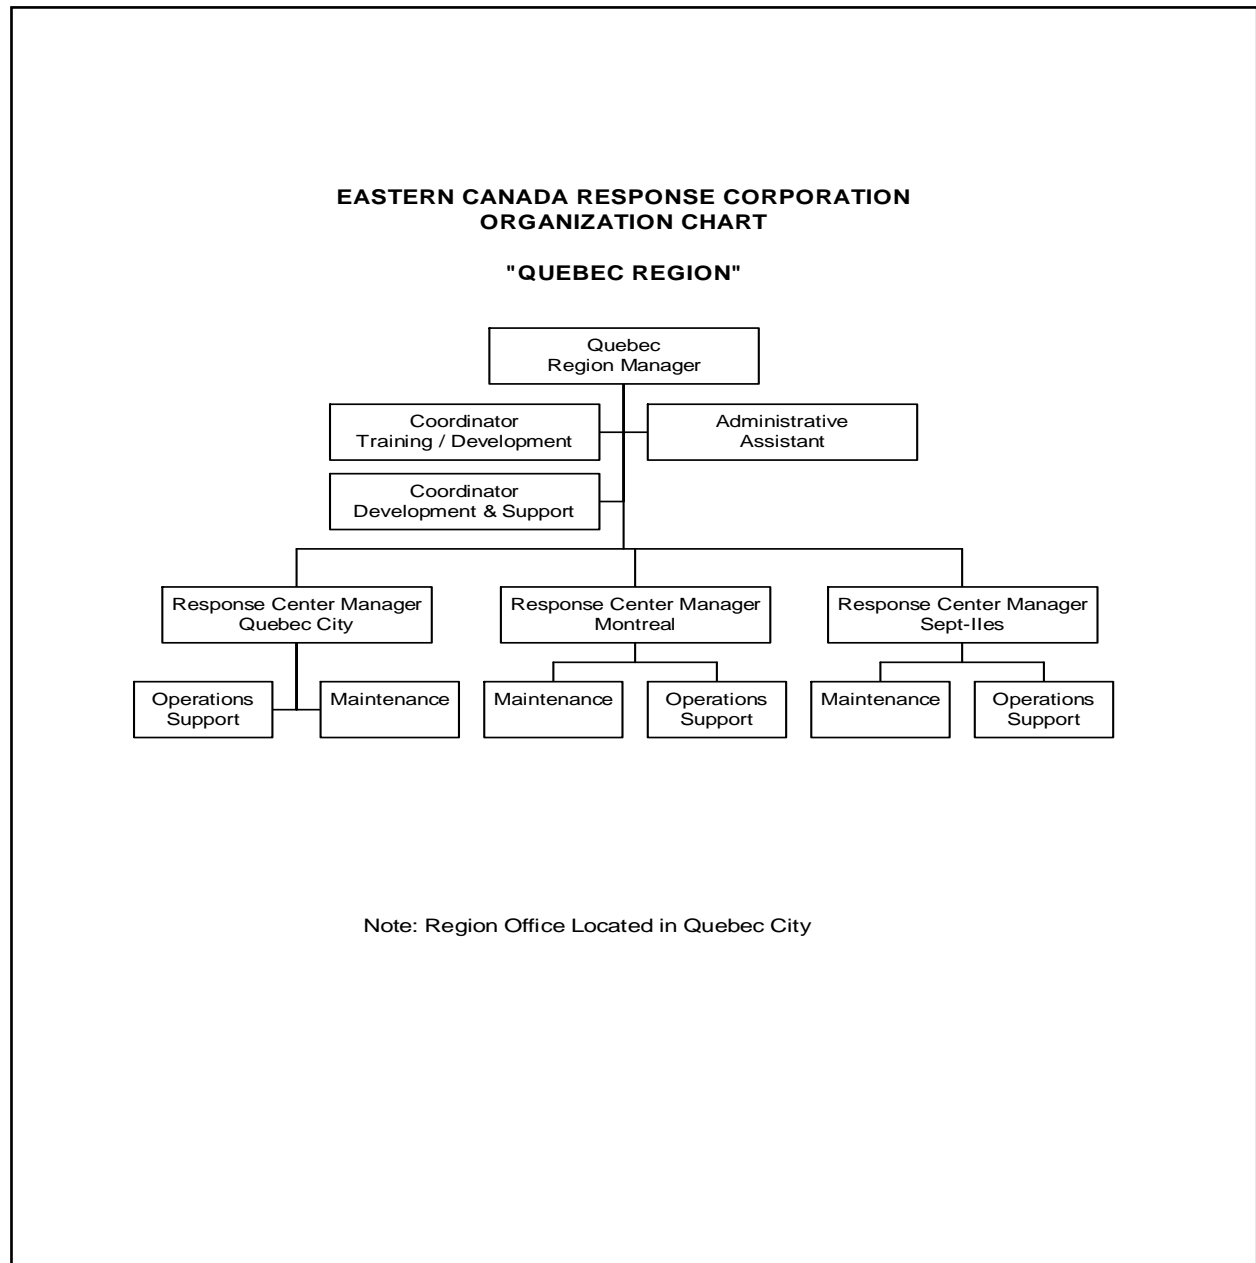 EASTERN CANADA RESPONSE CORPORATION
ORGANIZATION CHART
"QUEBEC REGION"
Quebec
Region Manager
Coordinator
Training / Development
Administrative
Assistant
Coordinator
Development & Support
Response Center Manager
Quebec City
Response Center Manager
Montreal
Response Center Manager
Sept-Iles
Operations
Support
Maintenance
Maintenance
Operations
Support
Maintenance
Operations
Support
Note: Region Office Located in Quebec City